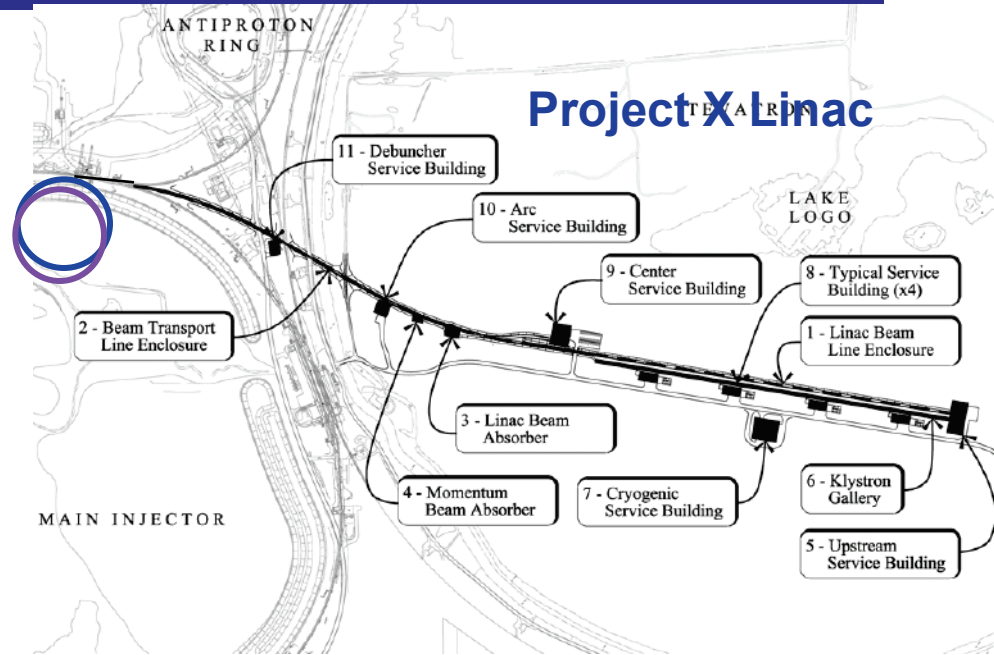 ANTIPROTON
RING
Project X Linac
TEVATRON
11 - Debuncher
Service Building
LAKE
LOGO
10 - Arc
Service Building
9 - Center
Service Building
8 - Typical Service
Building (x4)
2 - Beam Transport
Line Enclosure
1 - Linac Beam
Line Enclosure
3 - Linac Beam
Absorber
4 - Momentum
Beam Absorber
7 - Cryogenic
Service Building
6 - Klystron
Gallery
MAIN INJECTOR
5 - Upstream
Service Building